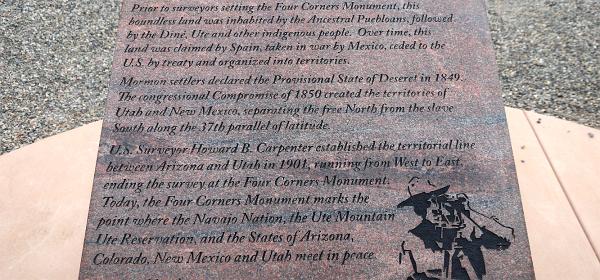 Prior to surveyors setting the Four Corners Monument, this
boundless land was inhabited by the Ancestral Puebloans, followed
by the Diné, Ute and other indigenous people. Over time, this
land was claimed by Spain, taken in war by Mexico, ceded to the
U.S. by treaty and organized into territories.
Mormon settlers declared the Provisional State of Deseret in 1849.
The congressional Compromise of 1850 created the territories of
Utah and New Mexico, separating the free North from the slave
South along the 37th parallel of latitude.
U.S. Surveyor Howard B. Carpenter established the territorial line
between Arizona and Utah in 1901, running from West to East,
ending the survey at the Four Corners Monument.
Today, the Four Corners Monument marks the
point where the Navajo Nation, the Ute Mountain
Ute Reservation, and the States of Arizona,
Colorado, New Mexico and Utah meet in peace.